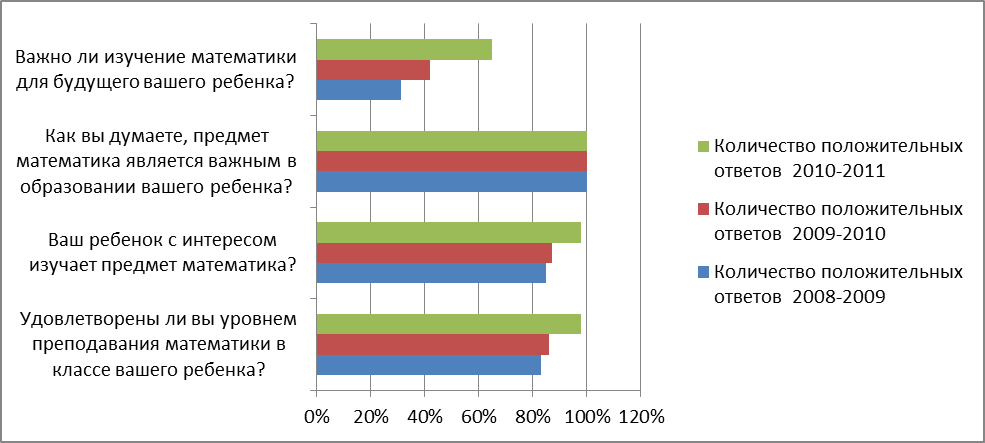 Важно ли изучение математики
для будущего вашего ребенка?
Как вы думаете, предмет
математика является важным в
образовании вашего ребенка?
Ваш ребенок с интересом
изучает предмет математика?
Удовлетворены ли вы уровнем
преподавания математики в
классе вашего ребенка?
0% 20% 40% 60% 80% 100% 120%
Количество положительных
ответов 2010-2011
Количество положительных
ответов 2009-2010
Количество положительных
ответов 2008-2009